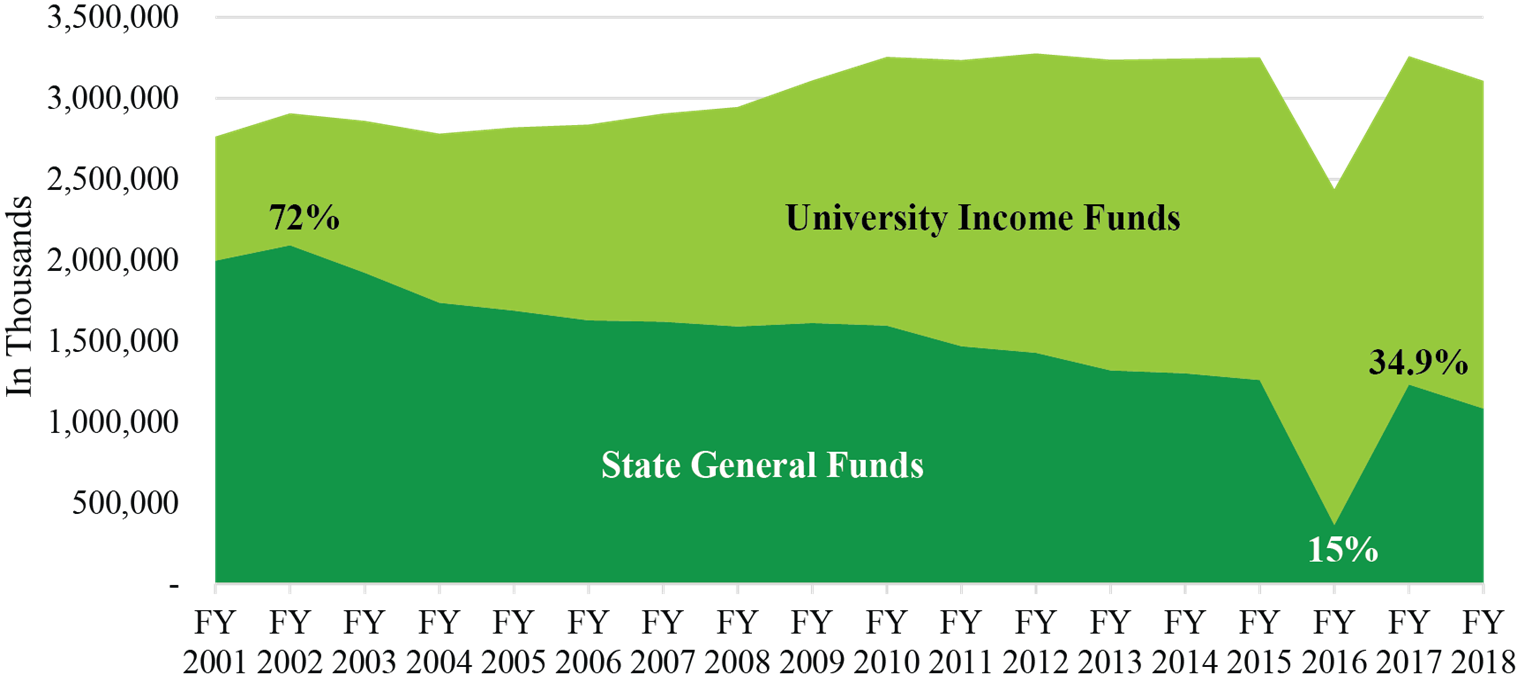 3,500,000
3,000,000
2,500,000
2,000,000
1,500,000
1,000,000
500,000
-
In Thousands
72%
University Income Funds
34.9%
State General Funds
15%
FY FY FY FY FY FY FY FY FY FY FY FY FY FY FY FY FY FY
2001 2002 2003 2004 2005 2006 2007 2008 2009 2010 2011 2012 2013 2014 2015 2016 2017 2018